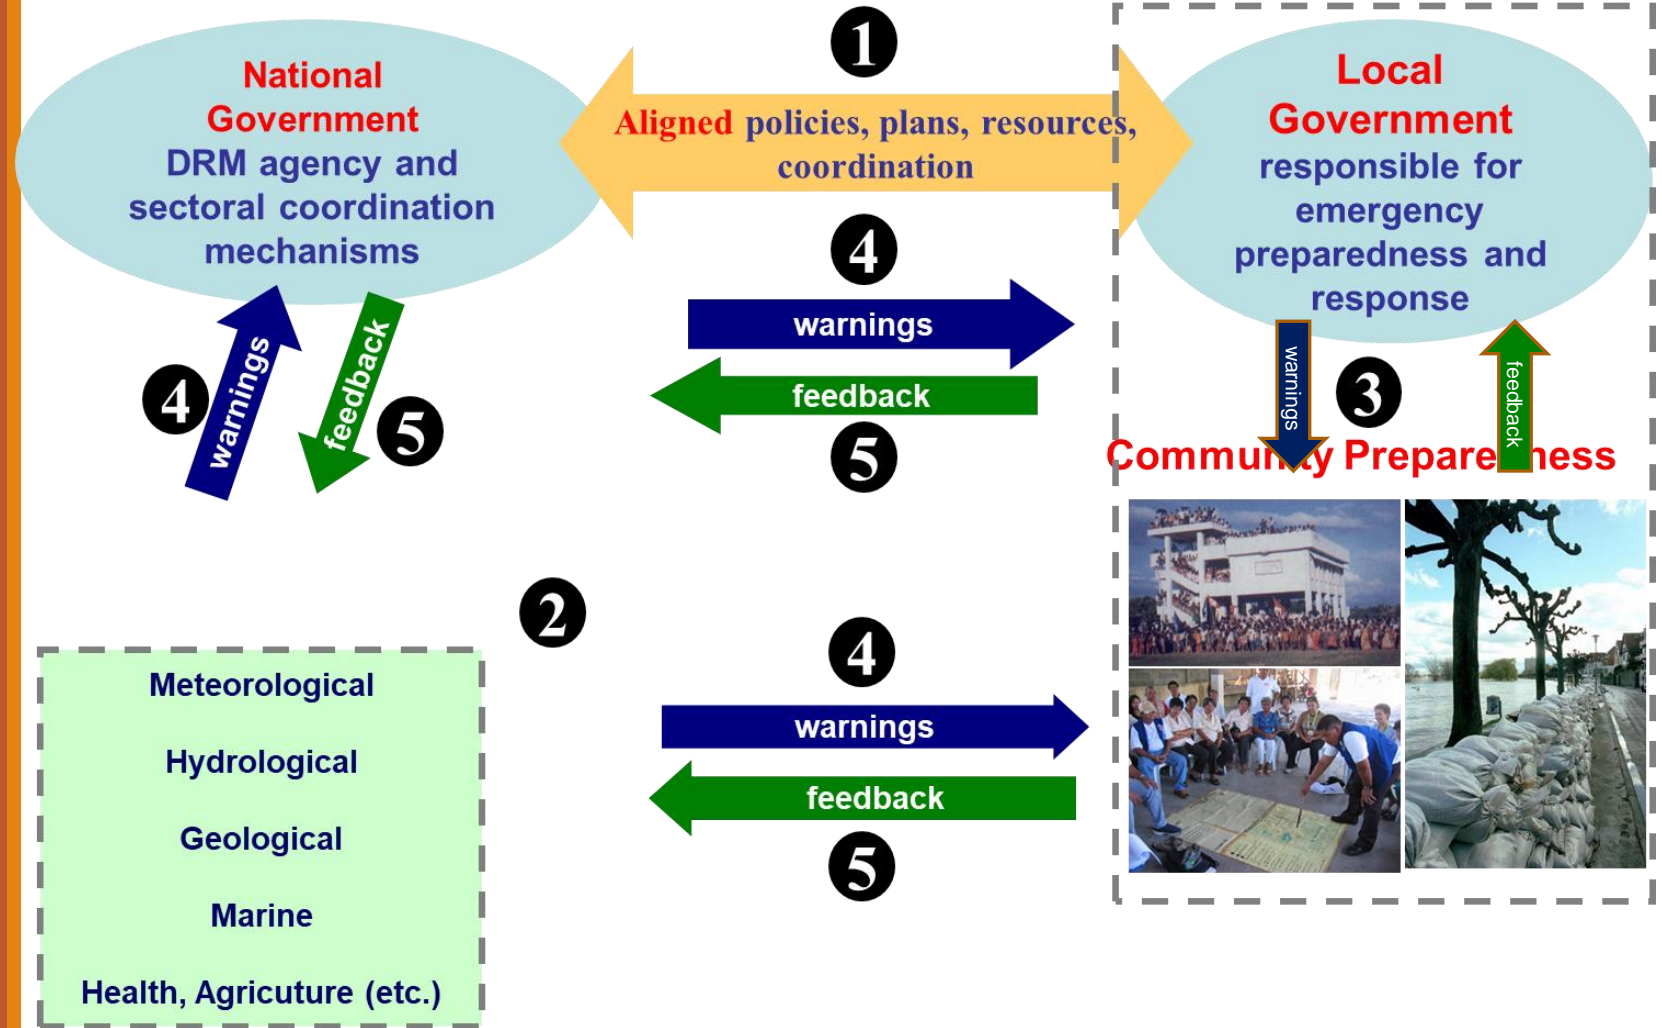 National
Government
DRM agency and
sectoral coordination
mechanisms
1
Aligned policies, plans, resources,
coordination
Local
Government
responsible for
emergency
preparedness and
response
4
warnings
feedback
5
4
warnings
feedback
5
warnings
3
feedback
Community Preparedness
2
Meteorological
Hydrological
Geological
Marine
Health, Agricuture (etc.)
4
warnings
feedback
5